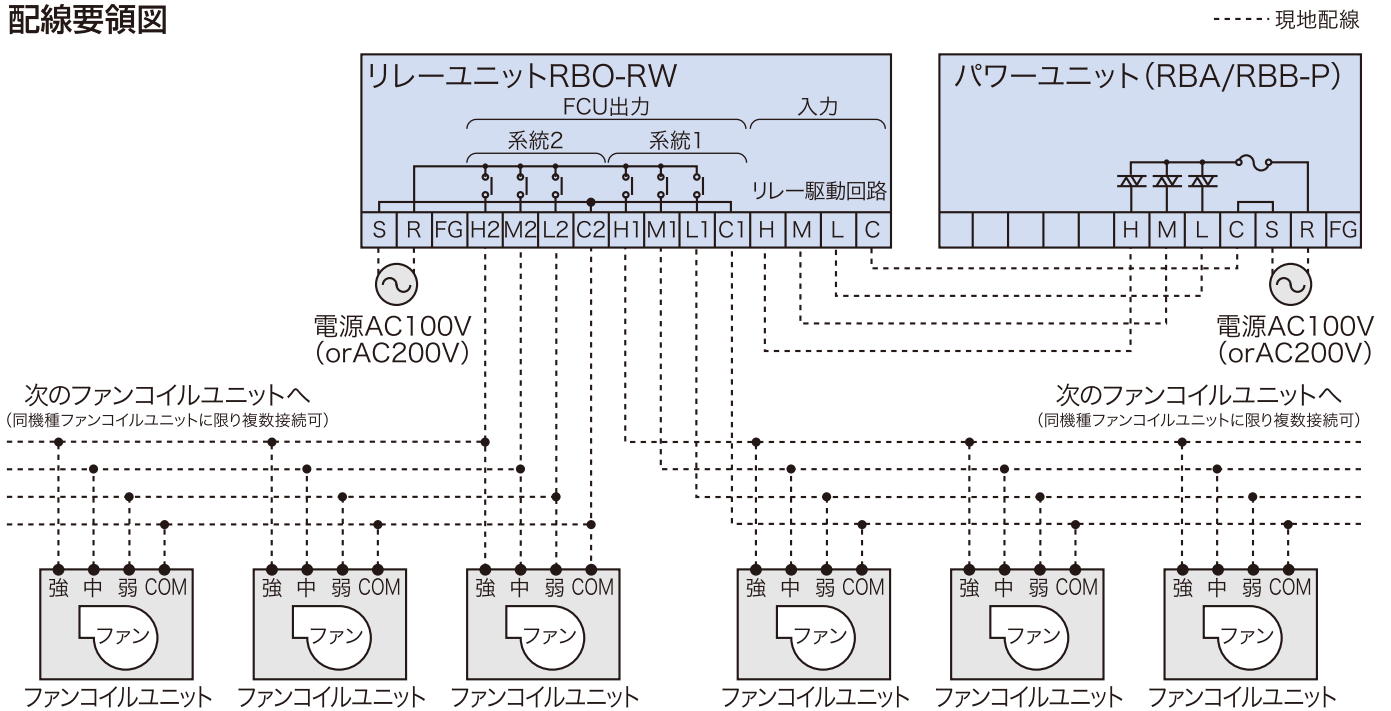 配線要領図
現地配線
リレーユニットRBO-RW
パワーユニット(RBA/RBB-P)
FCU出力
入力
系統2
系統1
リレー駆動回路
S R FG H2 M2 L2 C2 H1 M1 L1 C1 H M L C
H M L C S R FG
電源AC100V
(orAC200V)
電源AC100V
(orAC200V)
次のファンコイルユニットへ
(同機種ファンコイルユニットに限り複数接続可)
次のファンコイルユニットへ
(同機種ファンコイルユニットに限り複数接続可)
強 中 弱 COM
強 中 弱 COM
強 中 弱 COM
強 中 弱 COM
強 中 弱 COM
強 中 弱 COM
ファン
ファン
ファン
ファン
ファン
ファン
ファンコイルユニット
ファンコイルユニット
ファンコイルユニット
ファンコイルユニット
ファンコイルユニット
ファンコイルユニット